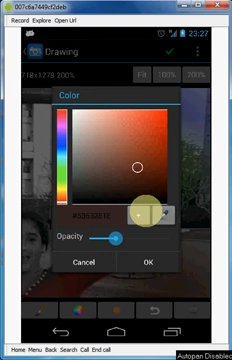 007c6a7449cf2deb
Record Explore Open Url
23:27
Drawing
718x1278 200%
Fit 100% 200%
Color
Opacity
Cancel OK
Home Menu Back Search Call End call
Autopan Disabled